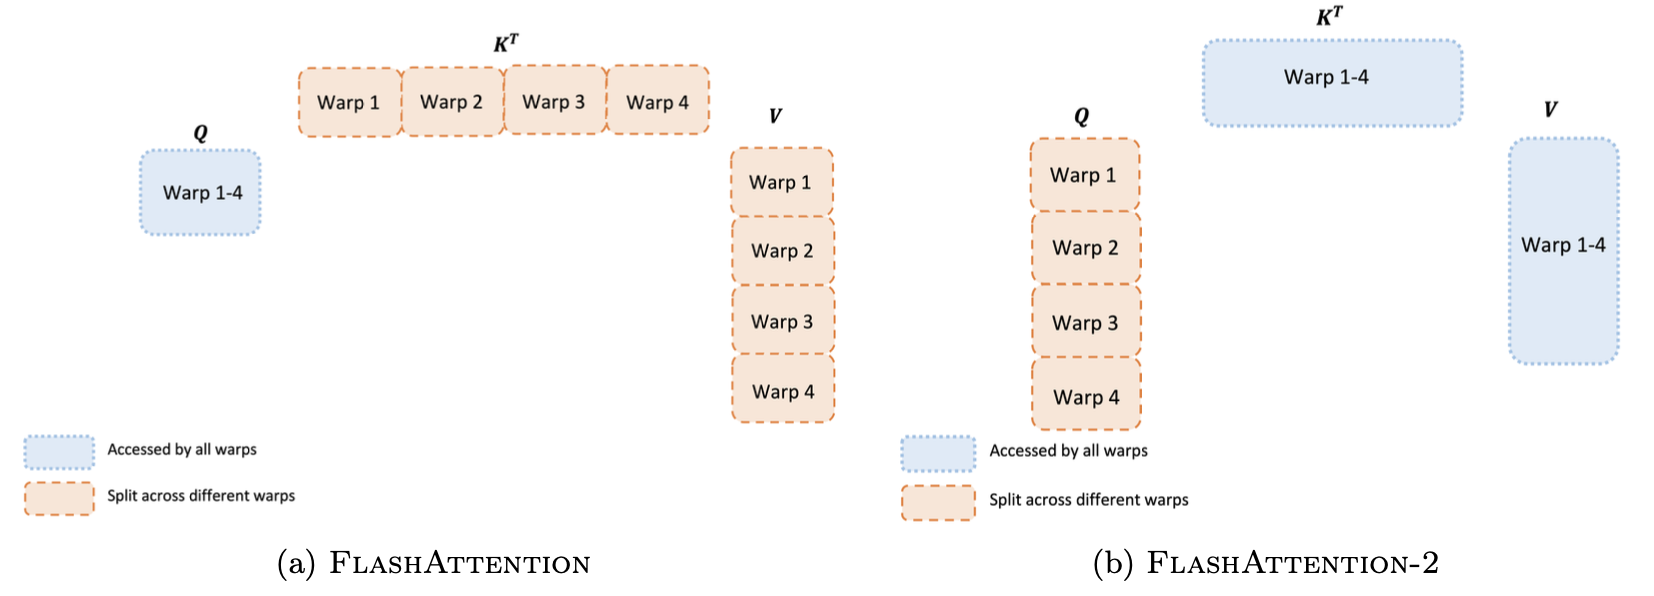 K^T
Warp 1 Warp 2 Warp 3 Warp 4
V
Q
Warp 1-4
Warp 1
Warp 2
Warp 3
Warp 4
Accessed by all warps
Split across different warps
(a) FLASHATTENTION
K^T
Warp 1-4
V
Q
Warp 1
Warp 2
Warp 3
Warp 4
Warp 1-4
Accessed by all warps
Split across different warps
(b) FLASHATTENTION-2